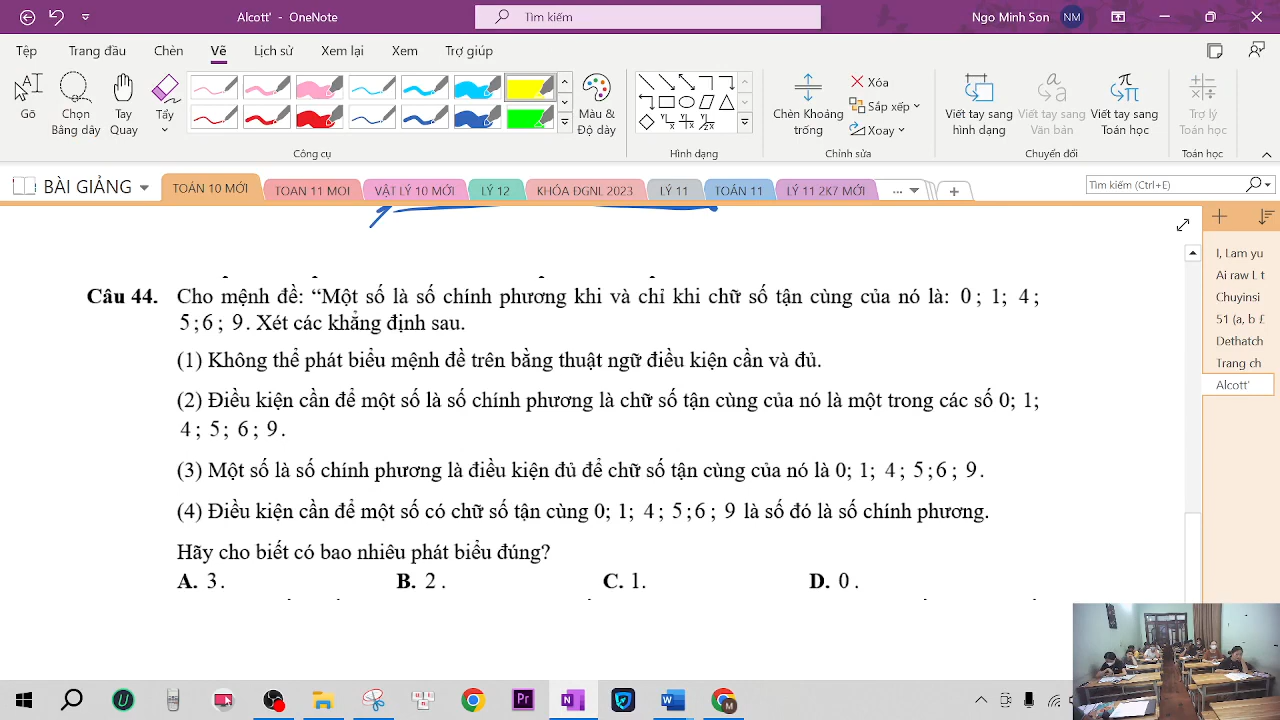 Alcott' - OneNote
Tìm kiếm
Ngo Minh Son
NM
Tệp Trang đầu Chèn Vẽ Lịch sử Xem lại Xem Trợ giúp
Gõ
Chọn Bằng dây
Tay Quay
Tẩy
Màu & Độ dày
Chèn Khoảng trống
Xóa
Sắp xếp
Xoay
Viết tay sang hình dạng
Viết tay sang Văn bản
Viết tay sang Toán học
Trợ lý Toán học
Công cụ
Hình dạng
Chỉnh sửa
Chuyển đổi
Toán học
BÀI GIẢNG
TOÁN 10 MỚI
TOAN 11 MOI
VẬT LÝ 10 MỚI
LÝ 12
KHÓA ĐGNL 2023
LÝ 11
TOÁN 11
LÝ 11 2K7 MỚI
...
Tìm kiếm (Ctrl+E)
I, Lam yu
Ai raw L t
Chuyinsi
51 (a, b £
Dethatch
Trang ch
Alcott'
Câu 44. Cho mệnh đề: “Một số là số chính phương khi và chỉ khi chữ số tận cùng của nó là: 0 ; 1; 4 ;
5 ; 6 ; 9 . Xét các khẳng định sau.
(1) Không thể phát biểu mệnh đề trên bằng thuật ngữ điều kiện cần và đủ.
(2) Điều kiện cần để một số là số chính phương là chữ số tận cùng của nó là một trong các số 0; 1;
4 ; 5; 6 ; 9 .
(3) Một số là số chính phương là điều kiện đủ để chữ số tận cùng của nó là 0; 1; 4 ; 5 ; 6 ; 9 .
(4) Điều kiện cần để một số có chữ số tận cùng 0; 1; 4 ; 5 ; 6 ; 9 là số đó là số chính phương.
Hãy cho biết có bao nhiêu phát biểu đúng?
A. 3 . B. 2 . C. 1. D. 0 .